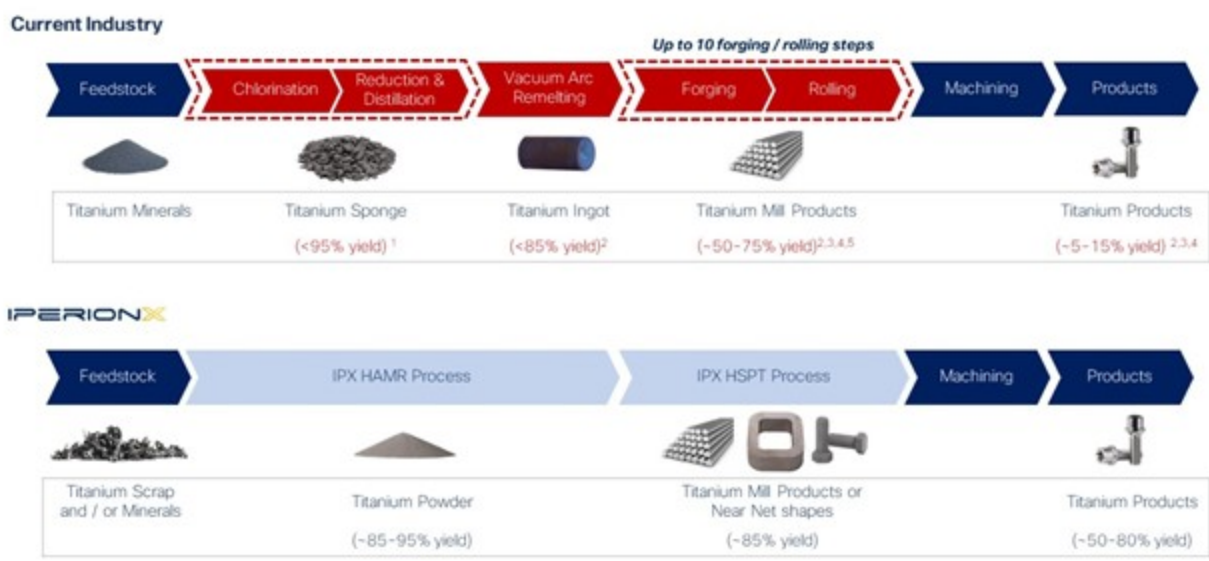 Current Industry
Up to 10 forging / rolling steps
Feedstock
Chlorination
Reduction &
Distillation
Vacuum Arc
Remelting
Forging
Rolling
Machining
Products
Titanium Minerals
Titanium Sponge
(<95% yield) 1
Titanium Ingot
(<85% yield)2
Titanium Mill Products
(~50-75% yield)2,3,4,5
Titanium Products
(~5-15% yield) 2,3,4
IPERIONX
Feedstock
IPX HAMR Process
IPX HSPT Process
Machining
Products
Titanium Scrap
and / or Minerals
Titanium Powder
(~85-95% yield)
Titanium Mill Products or
Near Net shapes
(~85% yield)
Titanium Products
(~50-80% yield)